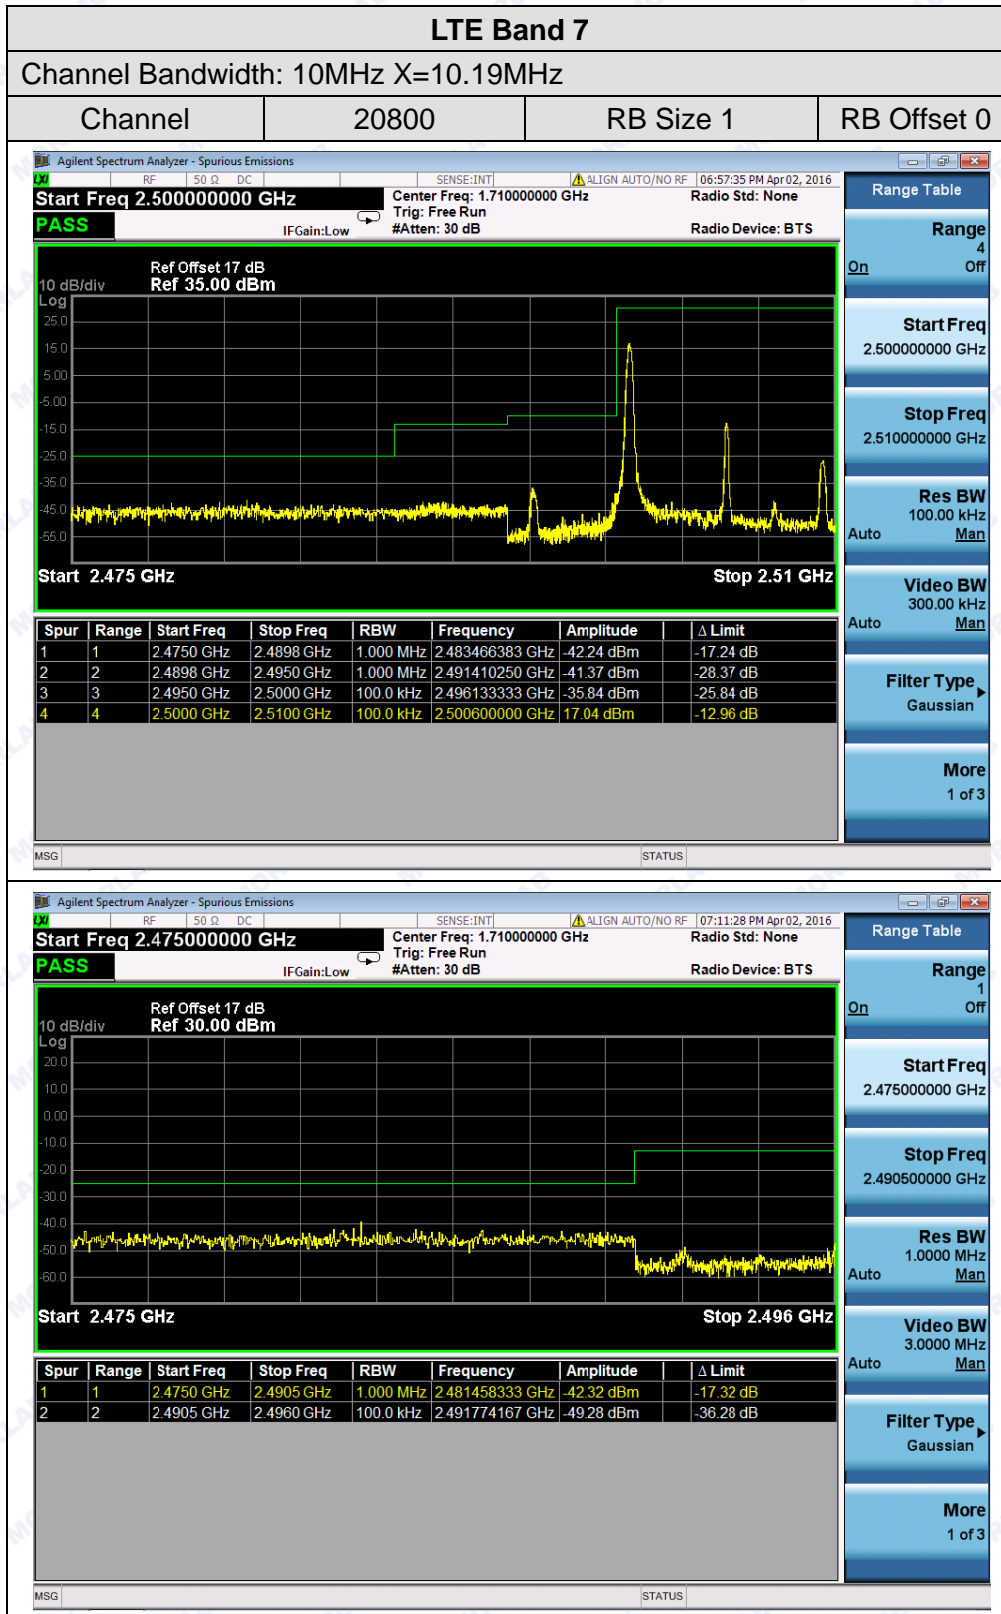 LTE Band 7
Channel Bandwidth: 10MHz X=10.19MHz
Channel 20800 RB Size 1 RB Offset 0
Agilent Spectrum Analyzer - Spurious Emissions
LXI RF 50 Ω DC SENSE:INT ALIGN AUTO/NO RF 06:57:35 PM Apr 02, 2016
Start Freq 2.500000000 GHz Center Freq: 1.710000000 GHz Radio Std: None
Trig: Free Run
PASS IFGain:Low #Atten: 30 dB Radio Device: BTS
Ref Offset 17 dB
10 dB/div Ref 35.00 dBm
Log
25.0
15.0
5.00
-5.00
-15.0
-25.0
-35.0
-45.0
-55.0
Start 2.475 GHz Stop 2.51 GHz
Spur Range Start Freq Stop Freq RBW Frequency Amplitude Δ Limit
1 1 2.4750 GHz 2.4898 GHz 1.000 MHz 2.483466383 GHz -42.24 dBm -17.24 dB
2 2 2.4898 GHz 2.4950 GHz 1.000 MHz 2.491410250 GHz -41.37 dBm -28.37 dB
3 3 2.4950 GHz 2.5000 GHz 100.0 kHz 2.496133333 GHz -35.84 dBm -25.84 dB
4 4 2.5000 GHz 2.5100 GHz 100.0 kHz 2.500600000 GHz 17.04 dBm -12.96 dB
MSG STATUS
Range Table
Range
4
On Off
Start Freq
2.500000000 GHz
Stop Freq
2.510000000 GHz
Res BW
100.00 kHz
Auto Man
Video BW
300.00 kHz
Auto Man
Filter Type
Gaussian
More
1 of 3
Agilent Spectrum Analyzer - Spurious Emissions
LXI RF 50 Ω DC SENSE:INT ALIGN AUTO/NO RF 07:11:28 PM Apr 02, 2016
Start Freq 2.475000000 GHz Center Freq: 1.710000000 GHz Radio Std: None
Trig: Free Run
PASS IFGain:Low #Atten: 30 dB Radio Device: BTS
Ref Offset 17 dB
10 dB/div Ref 30.00 dBm
Log
20.0
10.0
0.00
-10.0
-20.0
-30.0
-40.0
-50.0
-60.0
Start 2.475 GHz Stop 2.496 GHz
Spur Range Start Freq Stop Freq RBW Frequency Amplitude Δ Limit
1 1 2.4750 GHz 2.4905 GHz 1.000 MHz 2.481458333 GHz -42.32 dBm -17.32 dB
2 2 2.4905 GHz 2.4960 GHz 100.0 kHz 2.491774167 GHz -49.28 dBm -36.28 dB
MSG STATUS
Range Table
Range
1
On Off
Start Freq
2.475000000 GHz
Stop Freq
2.490500000 GHz
Res BW
1.0000 MHz
Auto Man
Video BW
3.0000 MHz
Auto Man
Filter Type
Gaussian
More
1 of 3